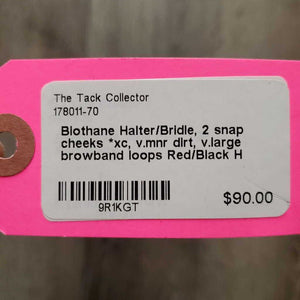 The Tack Collector
178011-70
Biothane Halter/Bridle, 2 snap
cheeks *xc, v.mnr dirt, v.large
browband loops Red/Black H
$90.00
9R1KGT